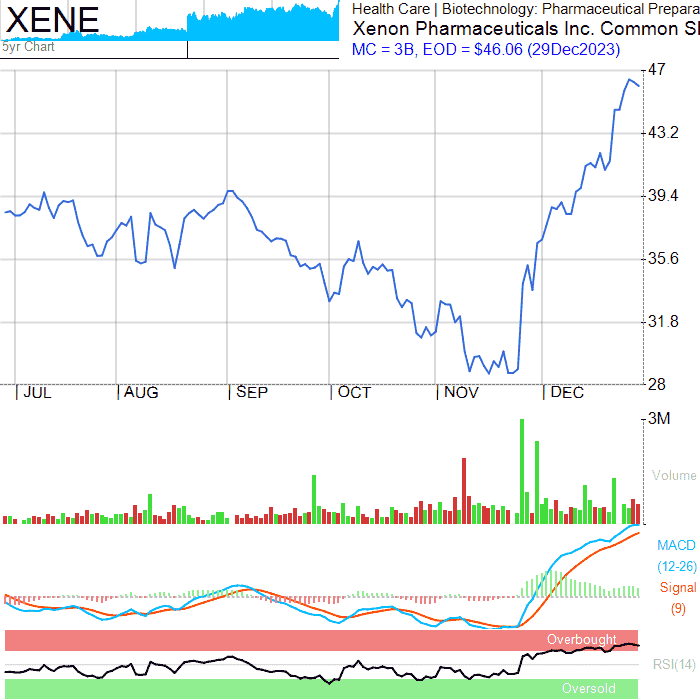 XENE
5yr Chart
Health Care | Biotechnology: Pharmaceutical Prepara
Xenon Pharmaceuticals Inc. Common
MC = 3B, EOD = $46.06 (29Dec2023)
47
43.2
39.4
35.6
31.8
28
JUL
AUG
SEP
OCT
NOV
DEC
3M
Volume
MACD
(12-26)
Signal
(9)
Overbought
RSI(14)
Oversold